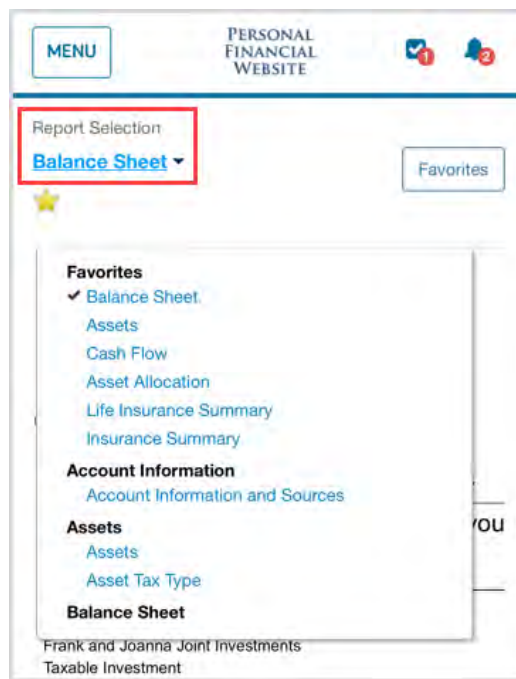 MENU
PERSONAL
FINANCIAL
WEBSITE
1
2
Report Selection
Balance Sheet
Favorites
Favorites
Balance Sheet
Assets
Cash Flow
Asset Allocation
Life Insurance Summary
Insurance Summary
Account Information
Account Information and Sources
Assets
you
Assets
Asset Tax Type
Balance Sheet
Frank and Joanna Joint Investments
Taxable Investment